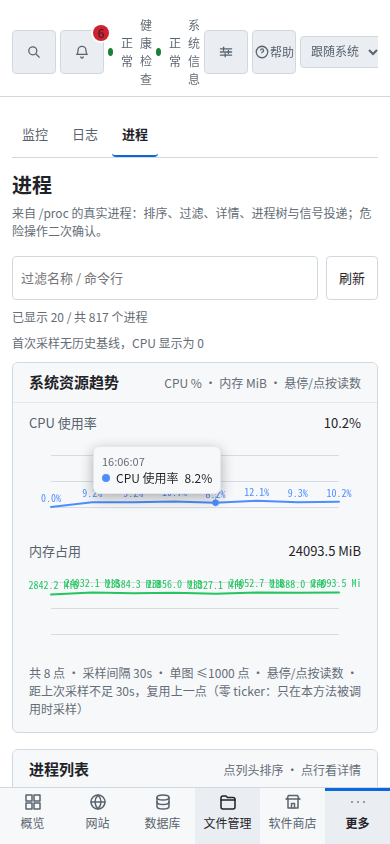 6
正常
健康检查
正常
系统信息
帮助
跟随系统
监控 日志 进程
进程
来自 /proc 的真实进程：排序、过滤、详情、进程树与信号投递；危
险操作二次确认。
过滤名称 / 命令行
刷新
已显示 20 / 共 817 个进程
首次采样无历史基线，CPU 显示为 0
系统资源趋势
CPU % · 内存 MiB · 悬停/点按读数
CPU 使用率
10.2%
16:06:07
CPU 使用率 8.2%
0.0% 12.1% 9.3% 10.2%
内存占用
24093.5 MiB
共 8 点 · 采样间隔 30s · 单图 ≤1000 点 · 悬停/点按读数 ·
距上次采样不足 30s，复用上一点（零 ticker：只在本方法被调
用时采样）
进程列表
点列头排序 · 点行看详情
概览 网站 数据库 文件管理 软件商店 更多